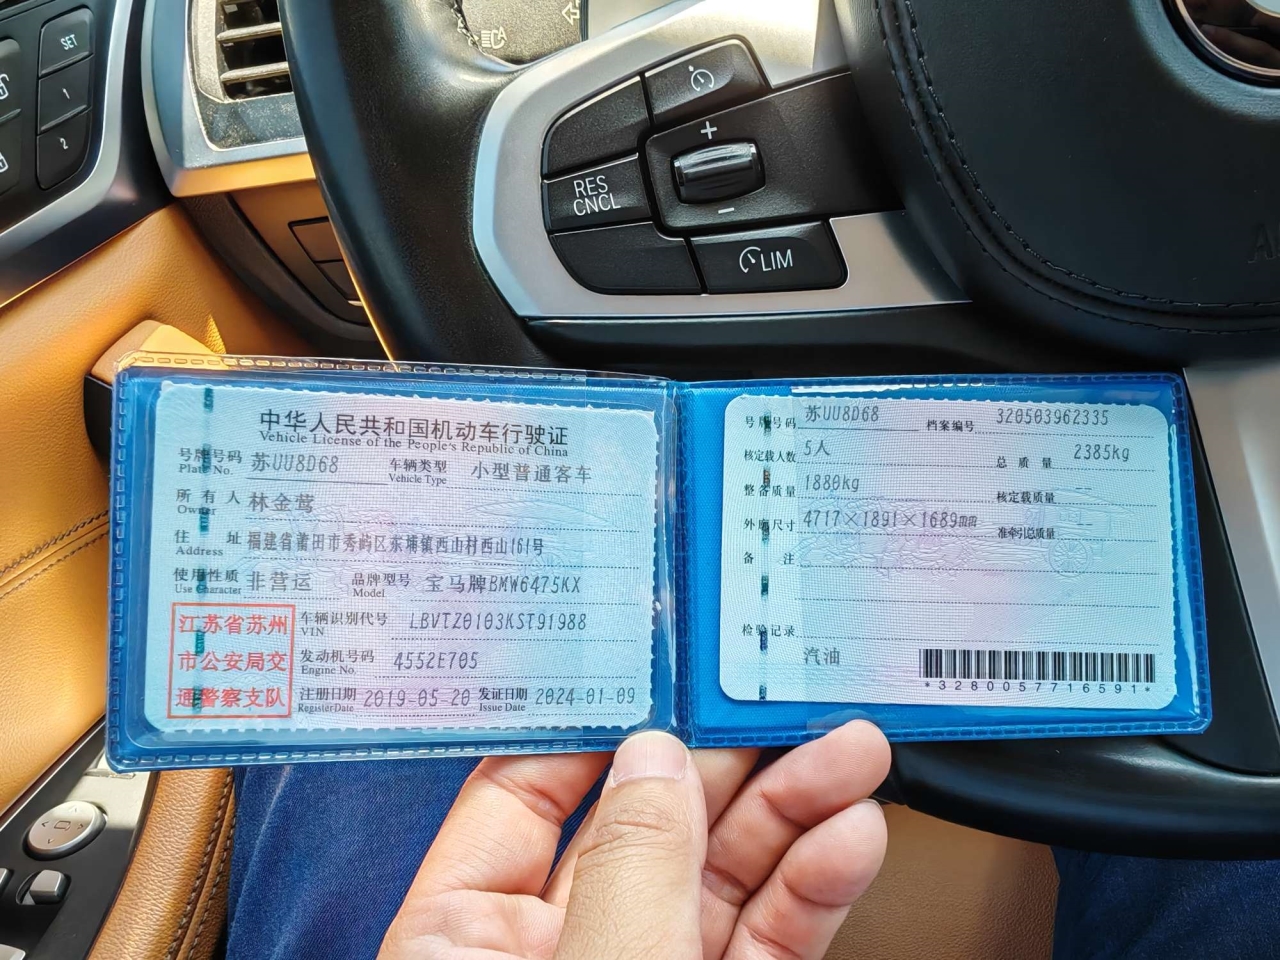 SET
1
2
A
RES
CNCL
+
−
LIM
中华人民共和国机动车行驶证
Vehicle License of the People's Republic of China
号牌号码 苏UU8D68 车辆类型 小型普通客车
Plate No. Vehicle Type
所有人 林金莺
Owner
住址 福建省莆田市秀屿区东埔镇西山村西山161号
Address
使用性质 非营运 品牌型号 宝马牌BMW6475KX
Use Character Model
江苏省苏州
市公安局交
通警察支队
车辆识别代号 LBVTZ0103KST91988
VIN
发动机号码 4552E705
Engine No.
注册日期 2019-05-20 发证日期 2024-01-09
Register Date Issue Date
号牌号码 苏UU8D68 档案编号 320503962335
核定载人数 5人 总质量 2385kg
整备质量 1880kg 核定载质量 --
外廓尺寸 4717×1891×1689mm 准牵引总质量 --
备注
检验记录
汽油
*3280057716591*